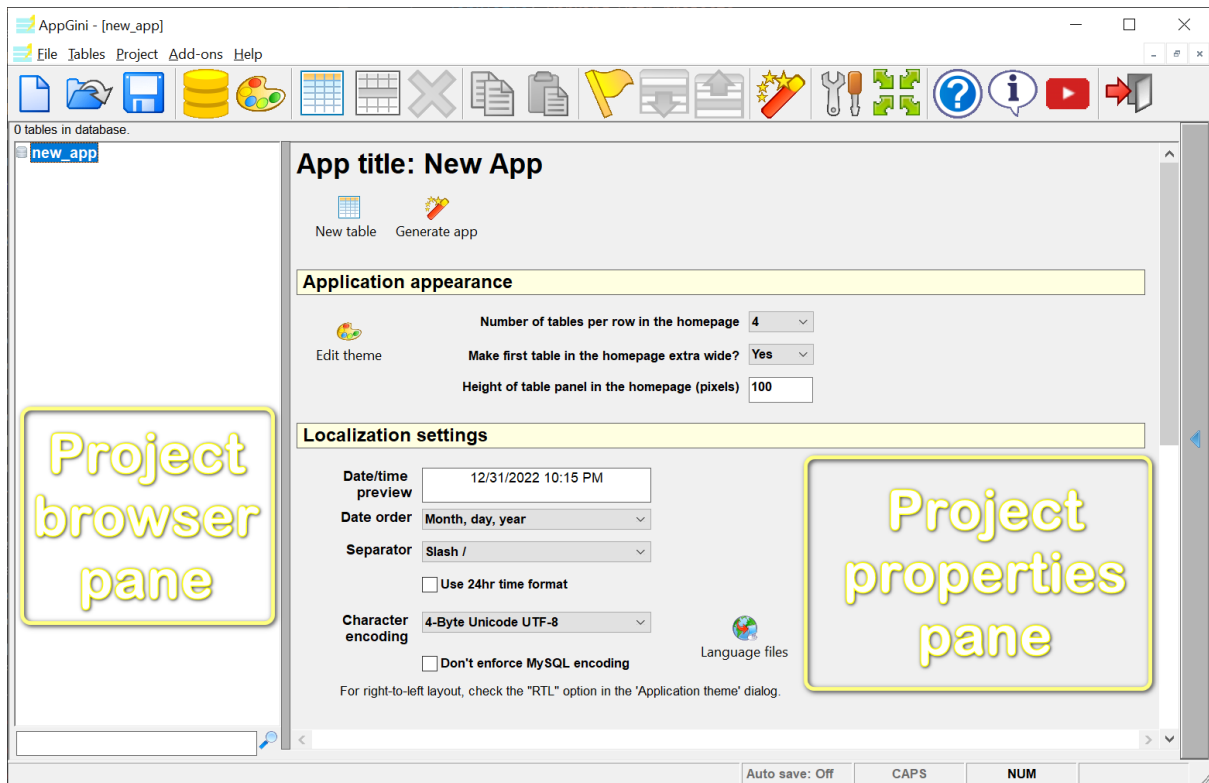 AppGini - [new_app]
File Tables Project Add-ons Help
0 tables in database.
new_app
App title: New App
New table Generate app
Application appearance
Edit theme
Number of tables per row in the homepage 4
Make first table in the homepage extra wide? Yes
Height of table panel in the homepage (pixels) 100
Localization settings
Date/time preview 12/31/2022 10:15 PM
Date order Month, day, year
Separator Slash /
Use 24hr time format
Character encoding 4-Byte Unicode UTF-8
Don't enforce MySQL encoding
Language files
For right-to-left layout, check the "RTL" option in the 'Application theme' dialog.
Project
browser
pane
Project
properties
pane
Auto save: Off CAPS NUM